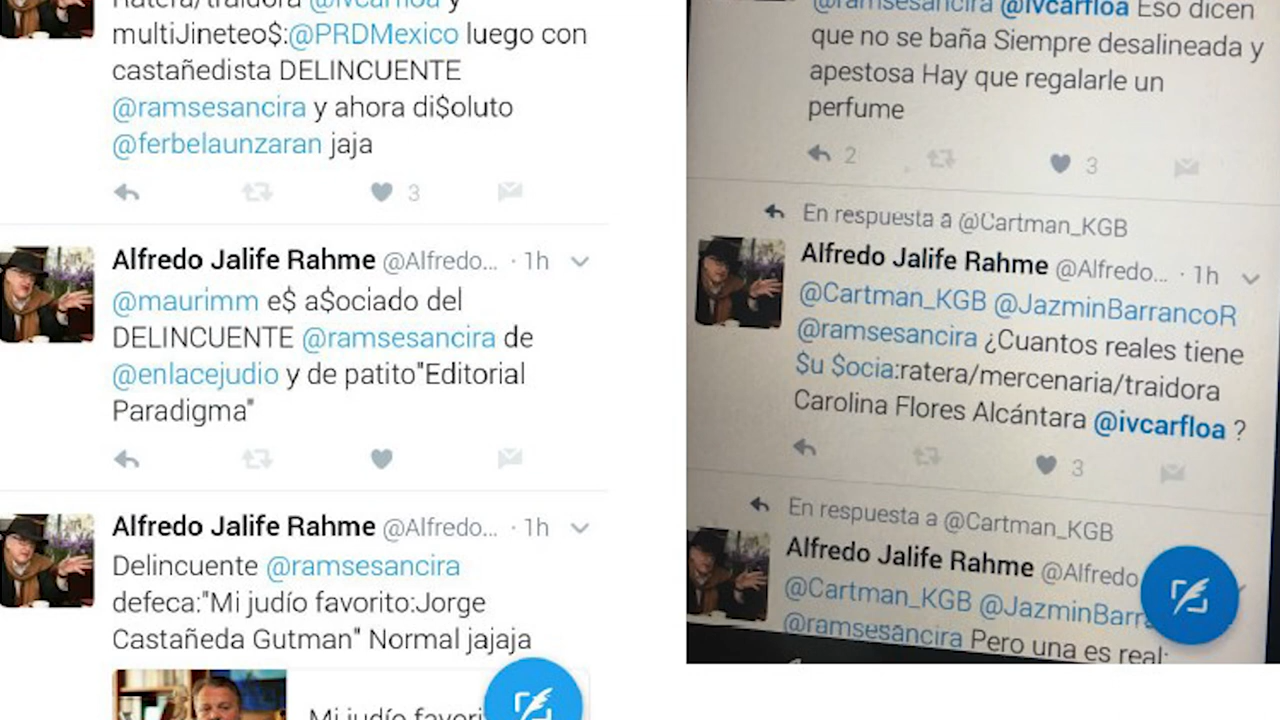 Ratera/traidora @ivcarfloa y
multiJineteo$:@PRDMexico luego con
castañedista DELINCUENTE
@ramsesancira y ahora di$oluto
@ferbelaunzaran jaja
3
Alfredo Jalife Rahme @Alfredo... · 1h
@maurimm e$ a$ociado del
DELINCUENTE @ramsesancira de
@enlacejudio y de patito"Editorial
Paradigma"
Alfredo Jalife Rahme @Alfredo... · 1h
Delincuente @ramsesancira
defeca:"Mi judío favorito:Jorge
Castañeda Gutman" Normal jajaja
Mi judío favori
@ramsesancira @ivcarfloa Eso dicen
que no se baña Siempre desalineada y
apestosa Hay que regalarle un
perfume
2 3
En respuesta a @Cartman_KGB
Alfredo Jalife Rahme @Alfredo... · 1h
@Cartman_KGB @JazminBarrancoR
@ramsesancira ¿Cuantos reales tiene
$u $ocia:ratera/mercenaria/traidora
Carolina Flores Alcántara @ivcarfloa ?
3
En respuesta a @Cartman_KGB
Alfredo Jalife Rahme @Alfredo
@Cartman_KGB @JazminBarr
@ramsesancira Pero una es real: